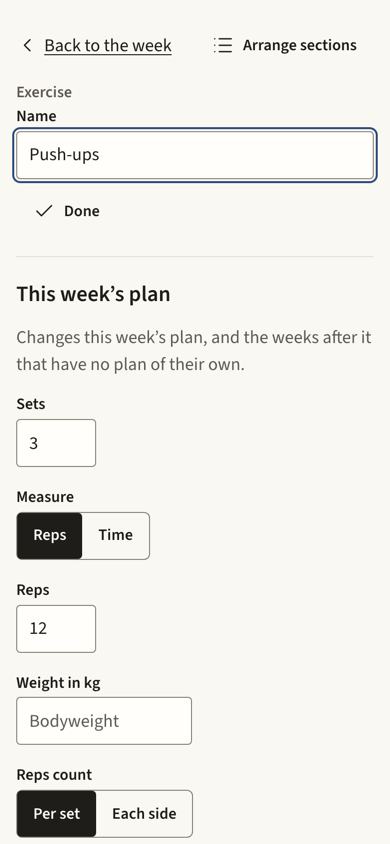 Back to the week
Arrange sections
Exercise
Name
Push-ups
Done
This week’s plan
Changes this week’s plan, and the weeks after it
that have no plan of their own.
Sets
3
Measure
Reps
Time
Reps
12
Weight in kg
Bodyweight
Reps count
Per set
Each side